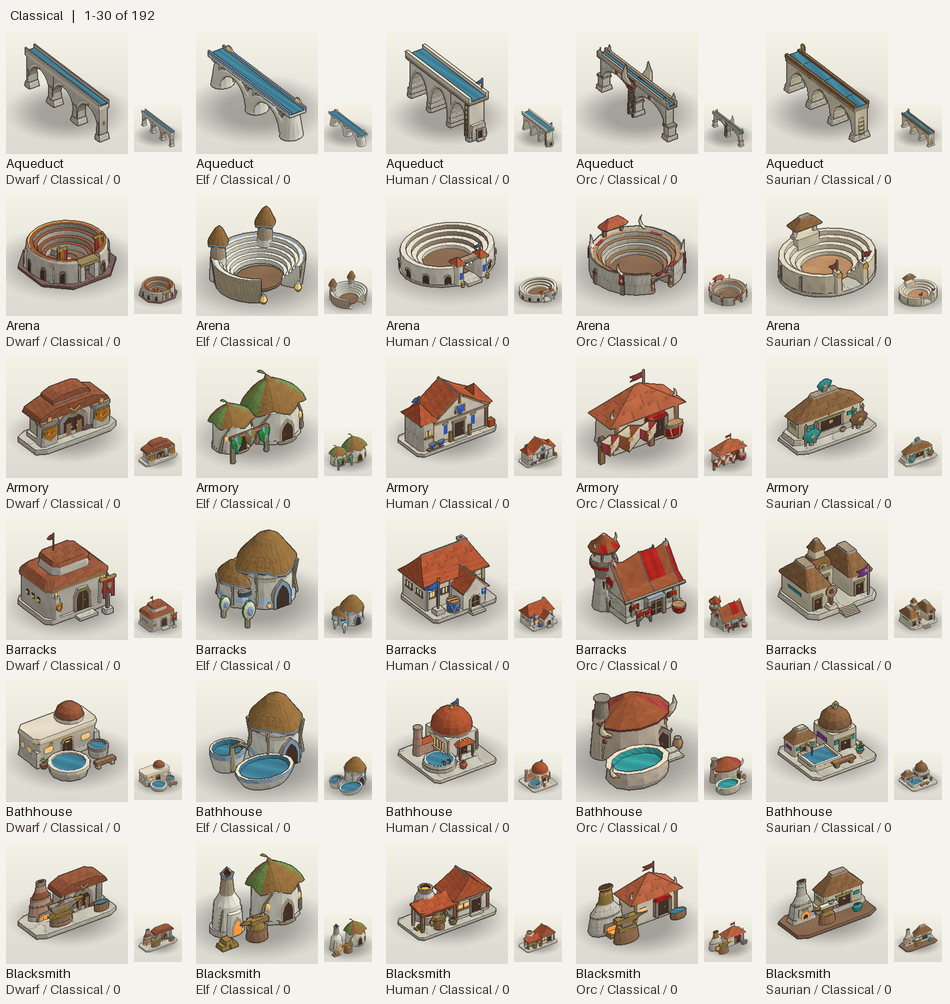 Classical | 1-30 of 192
Aqueduct
Dwarf / Classical / 0
Aqueduct
Elf / Classical / 0
Aqueduct
Human / Classical / 0
Aqueduct
Orc / Classical / 0
Aqueduct
Saurian / Classical / 0
Arena
Dwarf / Classical / 0
Arena
Elf / Classical / 0
Arena
Human / Classical / 0
Arena
Orc / Classical / 0
Arena
Saurian / Classical / 0
Armory
Dwarf / Classical / 0
Armory
Elf / Classical / 0
Armory
Human / Classical / 0
Armory
Orc / Classical / 0
Armory
Saurian / Classical / 0
Barracks
Dwarf / Classical / 0
Barracks
Elf / Classical / 0
Barracks
Human / Classical / 0
Barracks
Orc / Classical / 0
Barracks
Saurian / Classical / 0
Bathhouse
Dwarf / Classical / 0
Bathhouse
Elf / Classical / 0
Bathhouse
Human / Classical / 0
Bathhouse
Orc / Classical / 0
Bathhouse
Saurian / Classical / 0
Blacksmith
Dwarf / Classical / 0
Blacksmith
Elf / Classical / 0
Blacksmith
Human / Classical / 0
Blacksmith
Orc / Classical / 0
Blacksmith
Saurian / Classical / 0